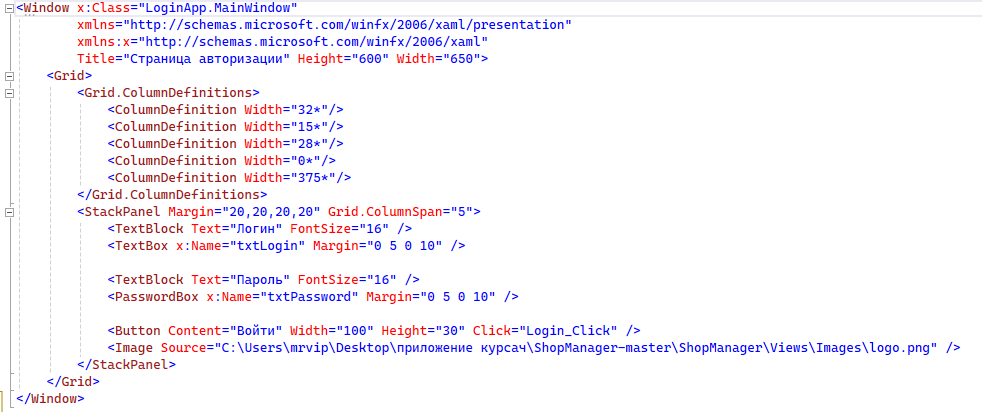 <Window x:Class="LoginApp.MainWindow"
        xmlns="http://schemas.microsoft.com/winfx/2006/xaml/presentation"
        xmlns:x="http://schemas.microsoft.com/winfx/2006/xaml"
        Title="Страница авторизации" Height="600" Width="650">
    <Grid>
        <Grid.ColumnDefinitions>
            <ColumnDefinition Width="32*"/>
            <ColumnDefinition Width="15*"/>
            <ColumnDefinition Width="28*"/>
            <ColumnDefinition Width="0*"/>
            <ColumnDefinition Width="375*"/>
        </Grid.ColumnDefinitions>
        <StackPanel Margin="20,20,20,20" Grid.ColumnSpan="5">
            <TextBlock Text="Логин" FontSize="16" />
            <TextBox x:Name="txtLogin" Margin="0 5 0 10" />

            <TextBlock Text="Пароль" FontSize="16" />
            <PasswordBox x:Name="txtPassword" Margin="0 5 0 10" />

            <Button Content="Войти" Width="100" Height="30" Click="Login_Click" />
            <Image Source="C:\Users\mrvip\Desktop\приложение курсач\ShopManager-master\ShopManager\Views\Images\logo.png" />
        </StackPanel>
    </Grid>
</Window>